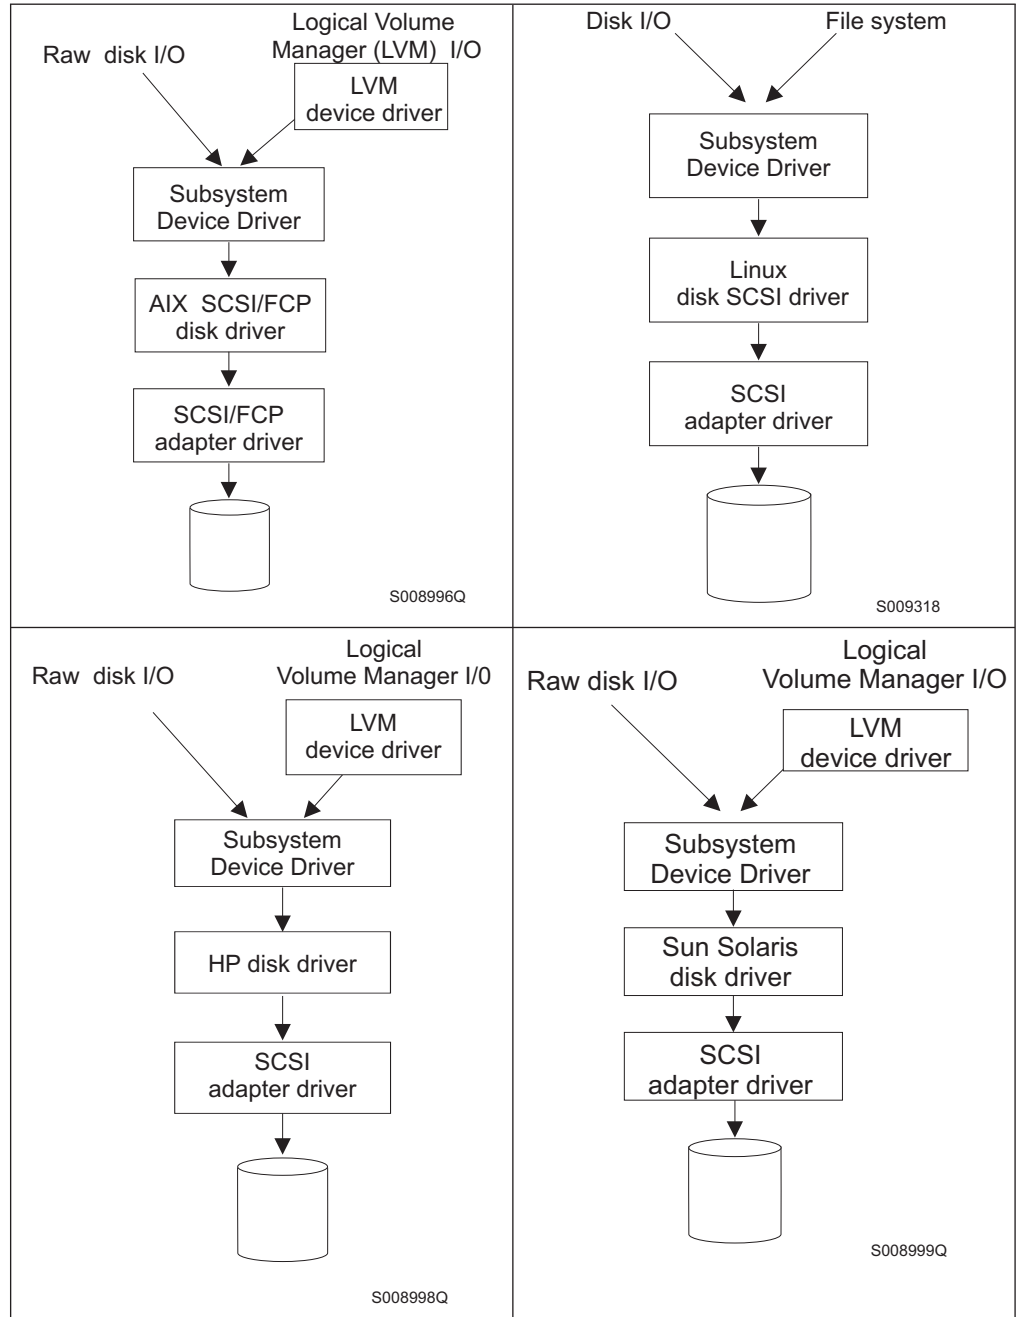 Raw disk I/O
Logical Volume
Manager (LVM) I/O
LVM
device driver
Subsystem
Device Driver
AIX SCSI/FCP
disk driver
SCSI/FCP
adapter driver
S008996Q
Disk I/O
File system
Subsystem
Device Driver
Linux
disk SCSI driver
SCSI
adapter driver
S009318
Raw disk I/O
Logical
Volume Manager I/0
LVM
device driver
Subsystem
Device Driver
HP disk driver
SCSI
adapter driver
S008998Q
Raw disk I/O
Logical
Volume Manager I/O
LVM
device driver
Subsystem
Device Driver
Sun Solaris
disk driver
SCSI
adapter driver
S008999Q